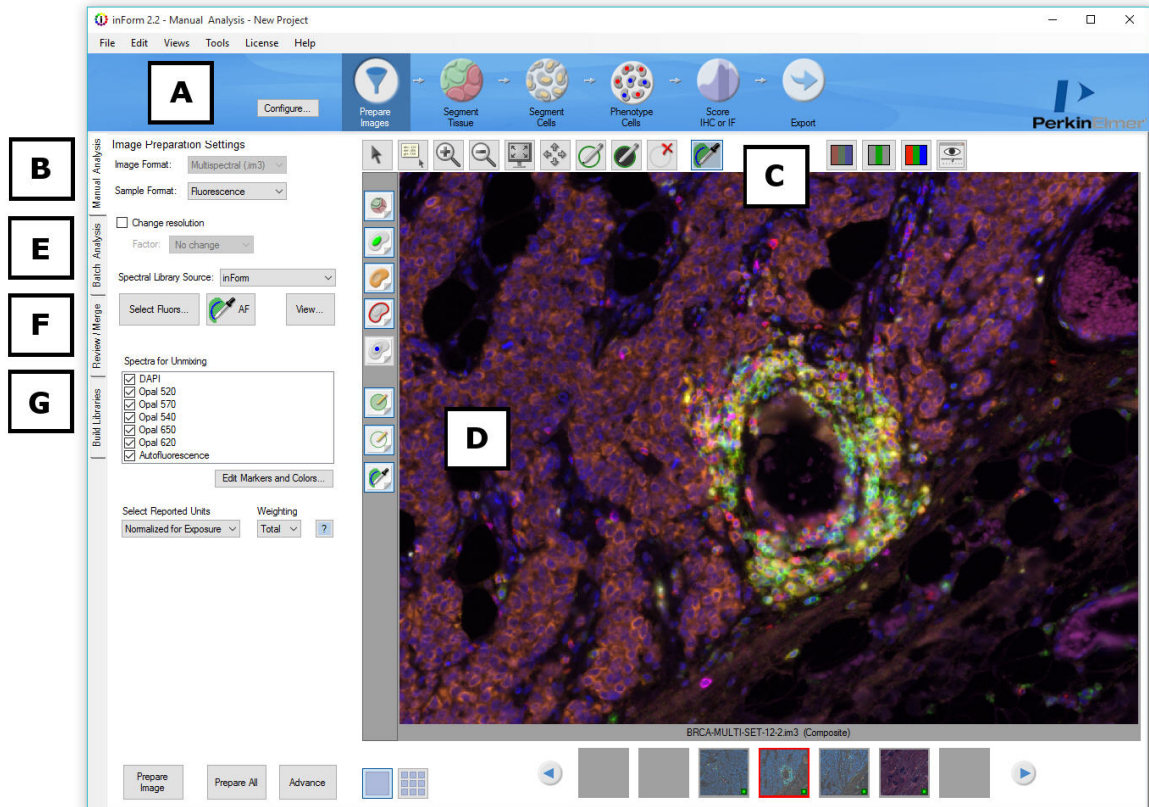 inForm 2.2 - Manual Analysis - New Project
File Edit Views Tools License Help
A
Configure...
Prepare Images
Segment Tissue
Segment Cells
Phenotype Cells
Score IHC or IF
Export
PerkinElmer
B
E
F
G
Manual Analysis
Batch Analysis
Review / Merge
Build Libraries
Image Preparation Settings
Image Format: Multispectral (.im3)
Sample Format: Fluorescence
Change resolution
Factor: No change
Spectral Library Source: inForm
Select Fluors... AF View...
Spectra for Unmixing
DAPI
Opal 520
Opal 570
Opal 540
Opal 650
Opal 620
Autofluorescence
Edit Markers and Colors...
Select Reported Units Weighting
Normalized for Exposure Total ?
C
D
BRCA-MULTI-SET-12-2.im3 (Composite)
Prepare Image
Prepare All
Advance